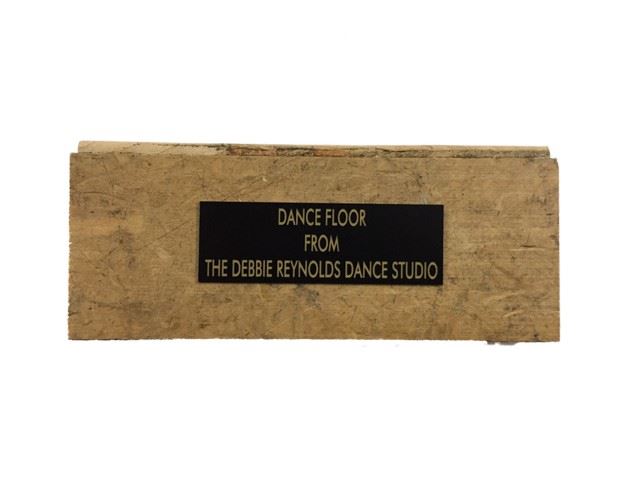 DANCE FLOOR
FROM
THE DEBBIE REYNOLDS DANCE STUDIO